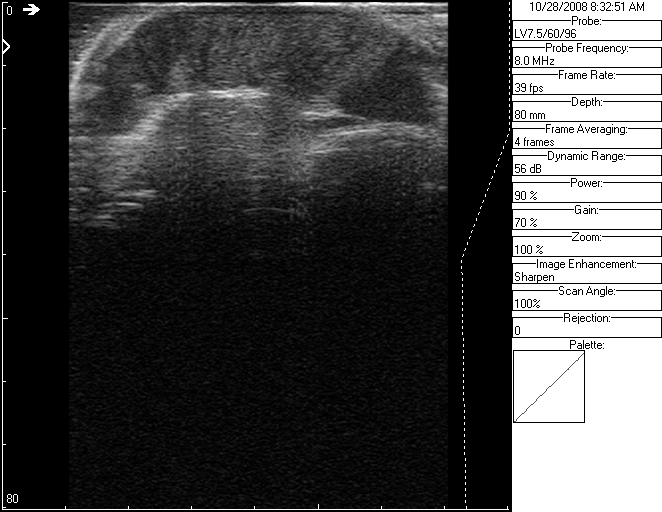 0
80
10/28/2008 8:32:51 AM
Probe:
LV7.5/60/96
Probe Frequency:
8.0 MHz
Frame Rate:
39 fps
Depth:
80 mm
Frame Averaging:
4 frames
Dynamic Range:
56 dB
Power:
90 %
Gain:
70 %
Zoom:
100 %
Image Enhancement:
Sharpen
Scan Angle:
100%
Rejection:
0
Palette: